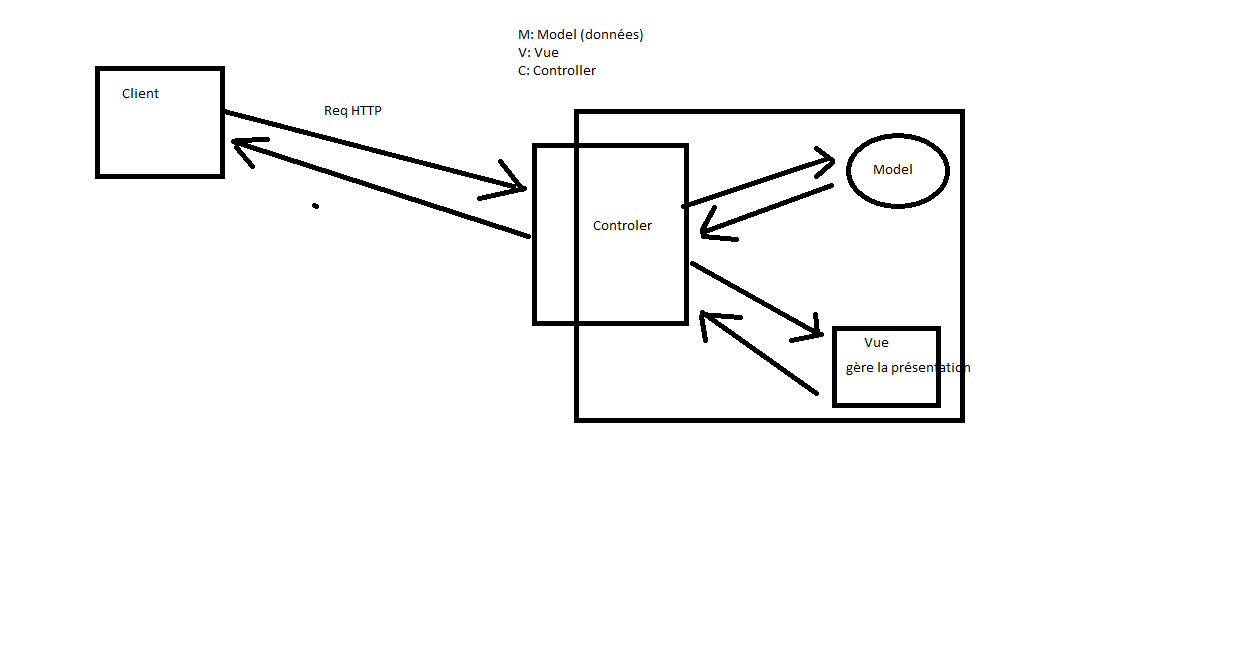 M: Model (données)
V: Vue
C: Controller
Client
Req HTTP
Model
Controler
Vue
gère la présentation